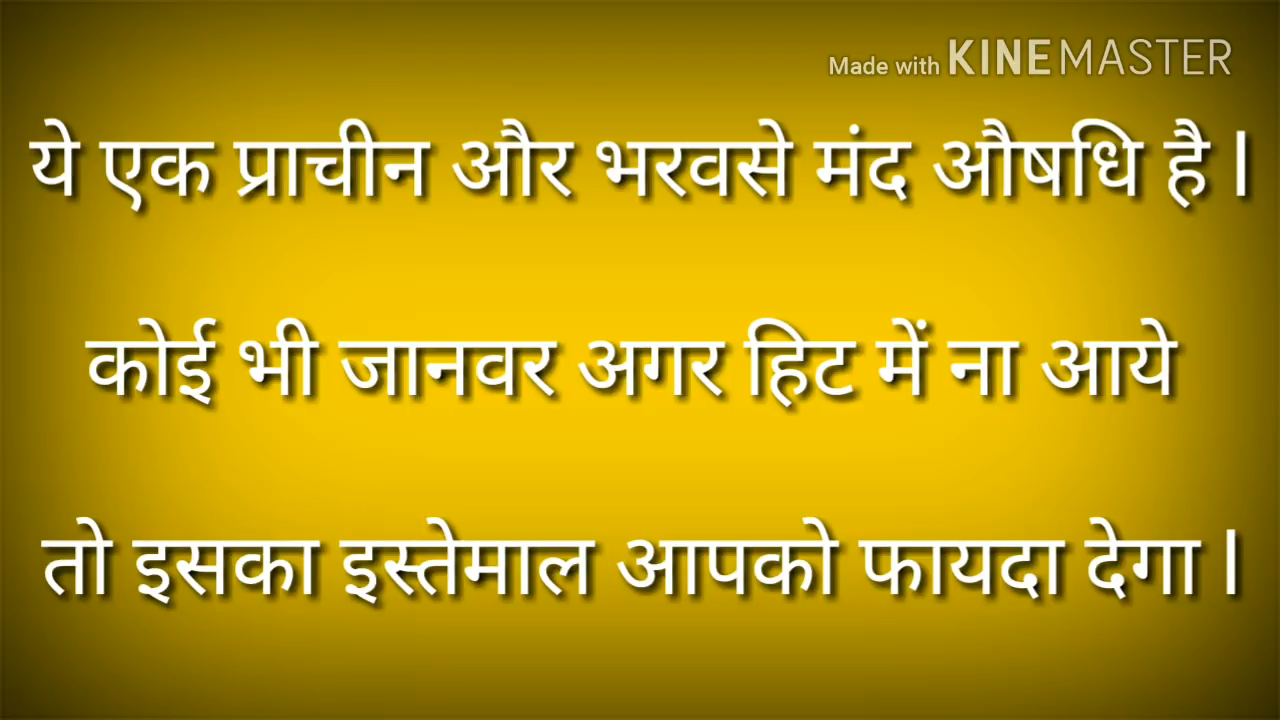 Made with KINEMASTER
ये एक प्राचीन और भरवसे मंद औषधि है l
कोई भी जानवर अगर हिट में ना आये
तो इसका इस्तेमाल आपको फायदा देगा l